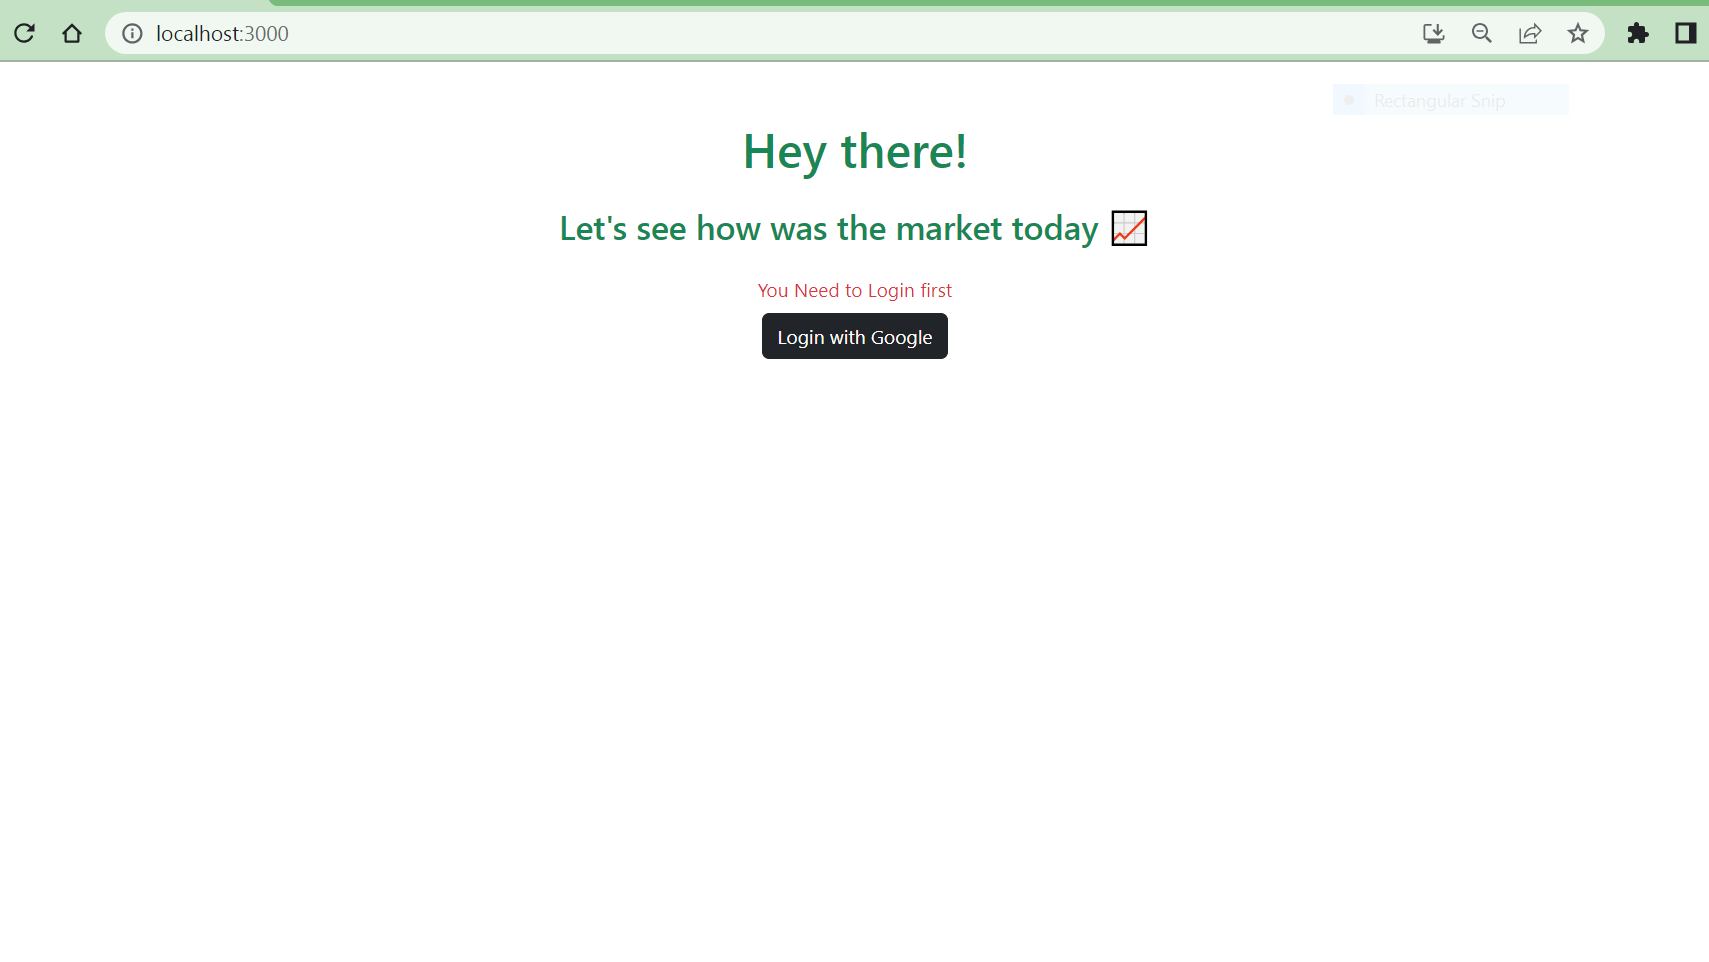 localhost:3000
Rectangular Snip
Hey there!
Let's see how was the market today 📈
You Need to Login first
Login with Google